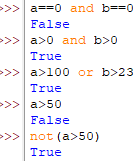 >>> a==0 and b==0
False
>>> a>0 and b>0
True
>>> a>100 or b>23
True
>>> a>50
False
>>> not(a>50)
True